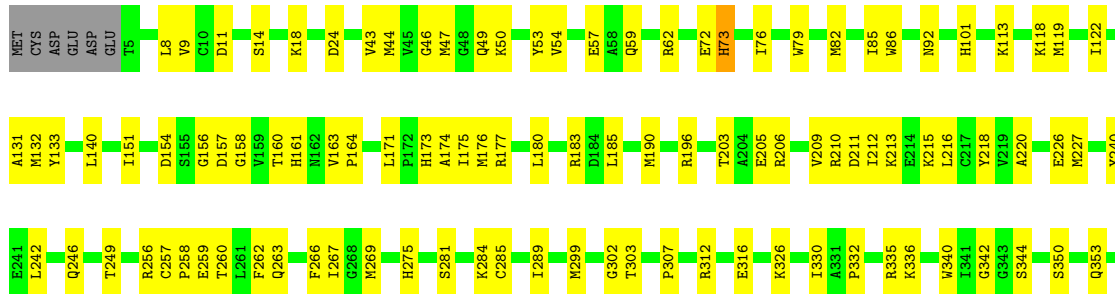 MET CYS ASP GLU ASP GLU T5 L8 V9 C10 D11 S14 K18 D24 V43 M44 V45 G46 M47 G48 Q49 K50 Y53 V54 E57 A58 Q59 R62 E72 H73 I76 W79 M82 I85 W86 N92 H101 K113 K118 M119 I122
A131 M132 Y133 L140 I151 D154 S155 G156 D157 G158 V159 T160 H161 N162 V163 P164 L171 P172 H173 A174 I175 M176 R177 L180 R183 D184 L185 M190 R196 T203 A204 E205 R206 V209 R210 D211 I212 K213 E214 K215 L216 C217 Y218 V219 A220 E226 M227 Y240
E241 L242 Q246 T249 R256 C257 P258 E259 T260 L261 F262 Q263 F266 I267 G268 M269 H275 S281 K284 C285 I289 M299 G302 T303 P307 R312 E316 K326 I330 A331 P332 R335 K336 W340 I341 G342 G343 S344 S350 Q353